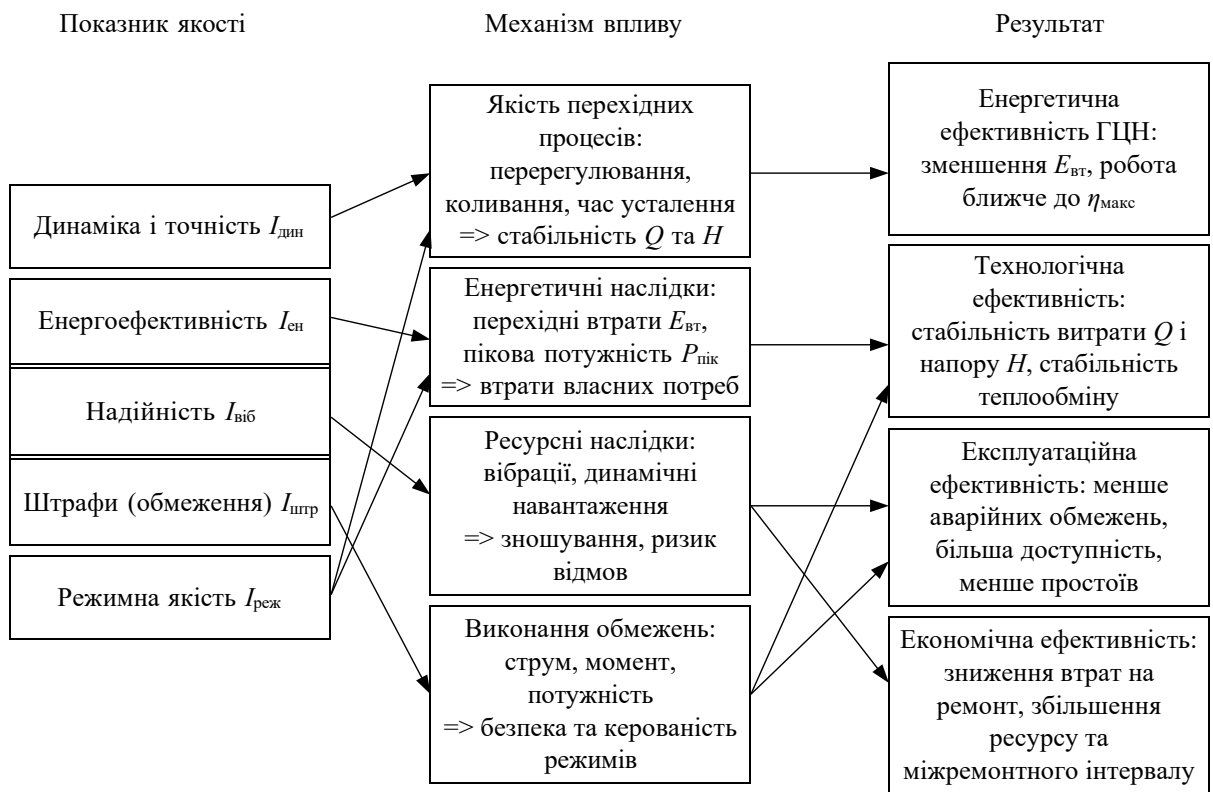 Показник якості
Механізм впливу
Результат
Динаміка і точність Iдин
Енергоефективність Iен
Надійність Iвіб
Штрафи (обмеження) Iштр
Режимна якість Iреж
Якість перехідних
процесів:
перерегулювання,
коливання, час усталення
=> стабільність Q та H
Енергетичні наслідки:
перехідні втрати Eвт,
пікова потужність Pпік
=> втрати власних потреб
Ресурсні наслідки:
вібрації, динамічні
навантаження
=> зношування, ризик
відмов
Виконання обмежень:
струм, момент,
потужність
=> безпека та керованість
режимів
Енергетична
ефективність ГЦН:
зменшення Eвт, робота
ближче до ηмакс
Технологічна
ефективність:
стабільність витрати Q і
напору H, стабільність
теплообміну
Експлуатаційна
ефективність: менше
аварійних обмежень,
більша доступність,
менше простоїв
Економічна ефективність:
зниження втрат на
ремонт, збільшення
ресурсу та
міжремонтного інтервалу